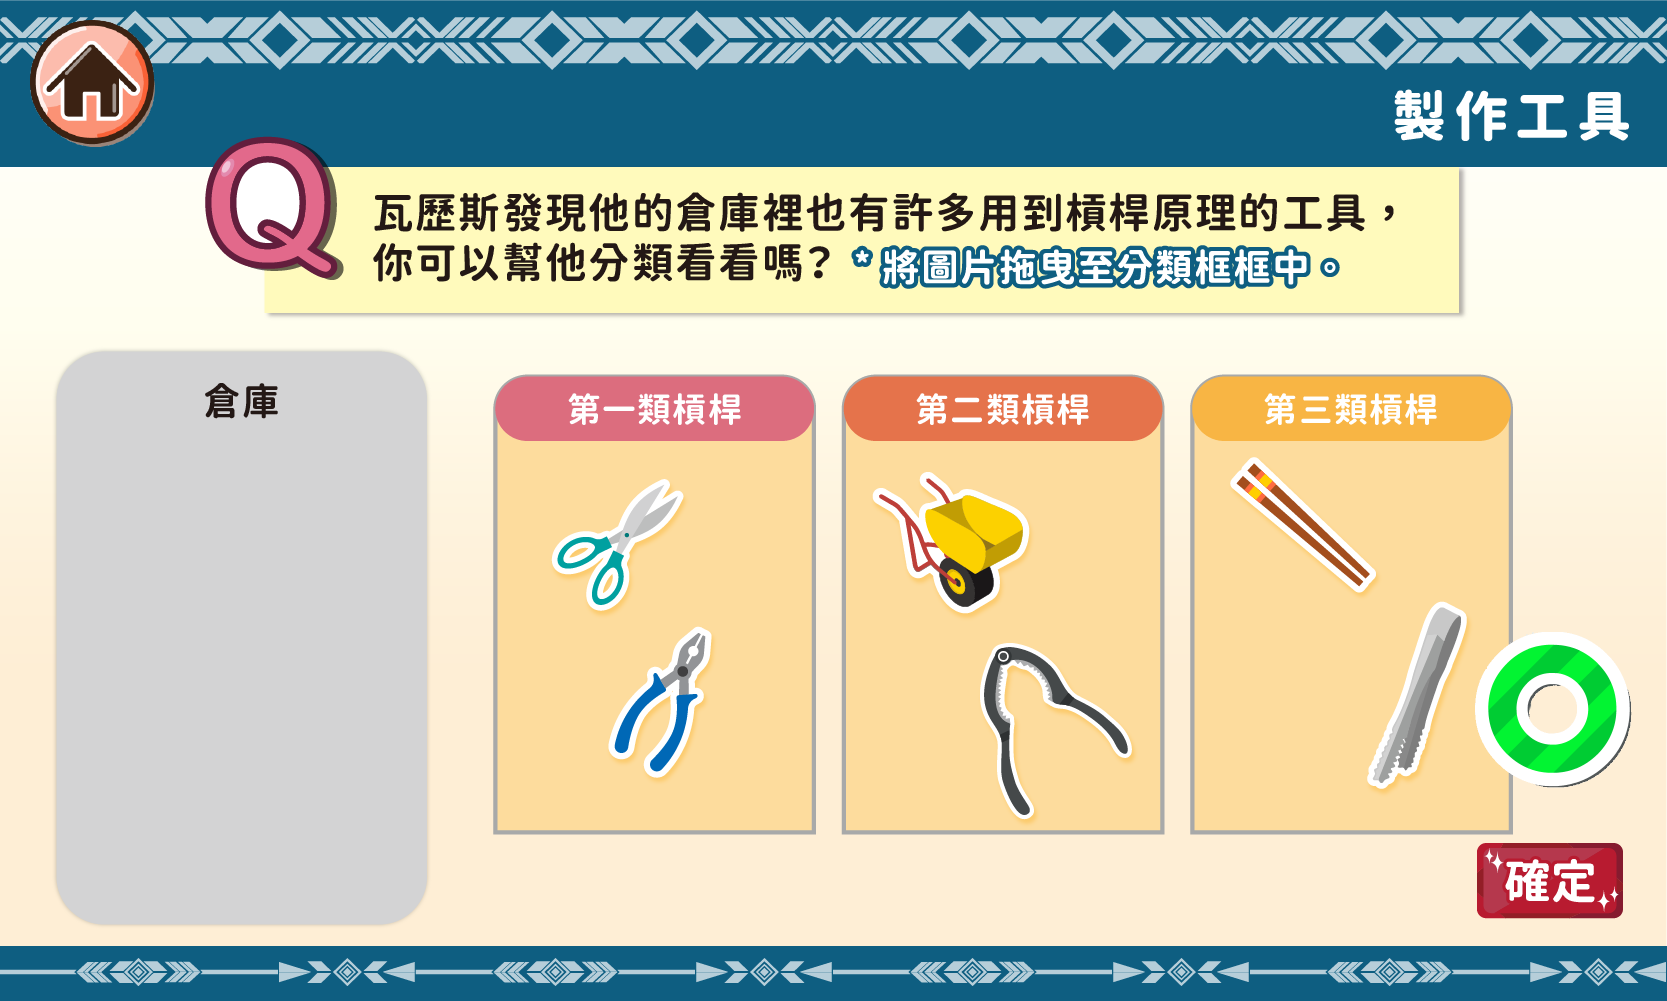 製作工具
Q
瓦歷斯發現他的倉庫裡也有許多用到槓桿原理的工具，
你可以幫他分類看看嗎？*將圖片拖曳至分類框框中。
倉庫
第一類槓桿
第二類槓桿
第三類槓桿
確定